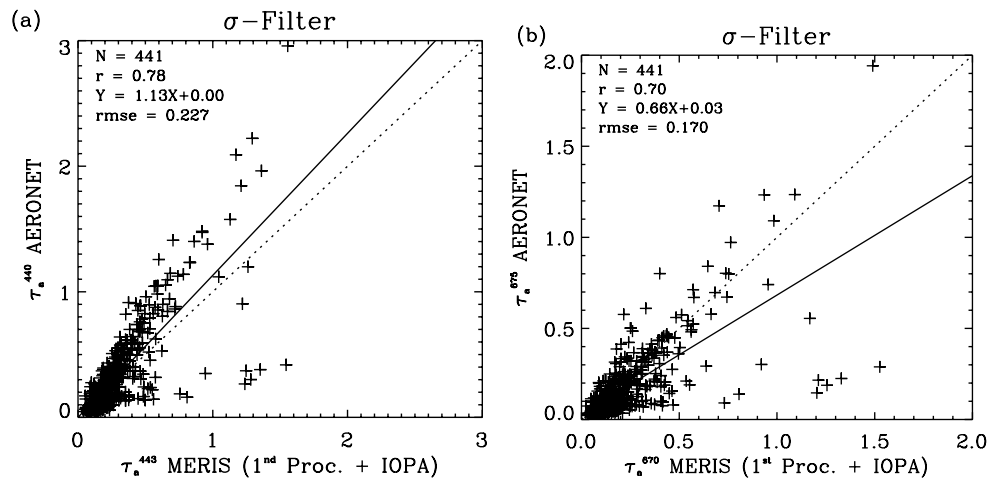 (a)
σ−Filter
N = 441
r = 0.78
Y = 1.13X+0.00
rmse = 0.227
3
2
1
0
0 1 2 3
τₐ⁴⁴⁰ AERONET
τₐ⁴⁴³ MERIS (1ⁿᵈ Proc. + IOPA)
(b)
σ−Filter
N = 441
r = 0.70
Y = 0.66X+0.03
rmse = 0.170
2.0
1.5
1.0
0.5
0.0
0.0 0.5 1.0 1.5 2.0
τₐ⁶⁷⁵ AERONET
τₐ⁶⁷⁰ MERIS (1ˢᵗ Proc. + IOPA)